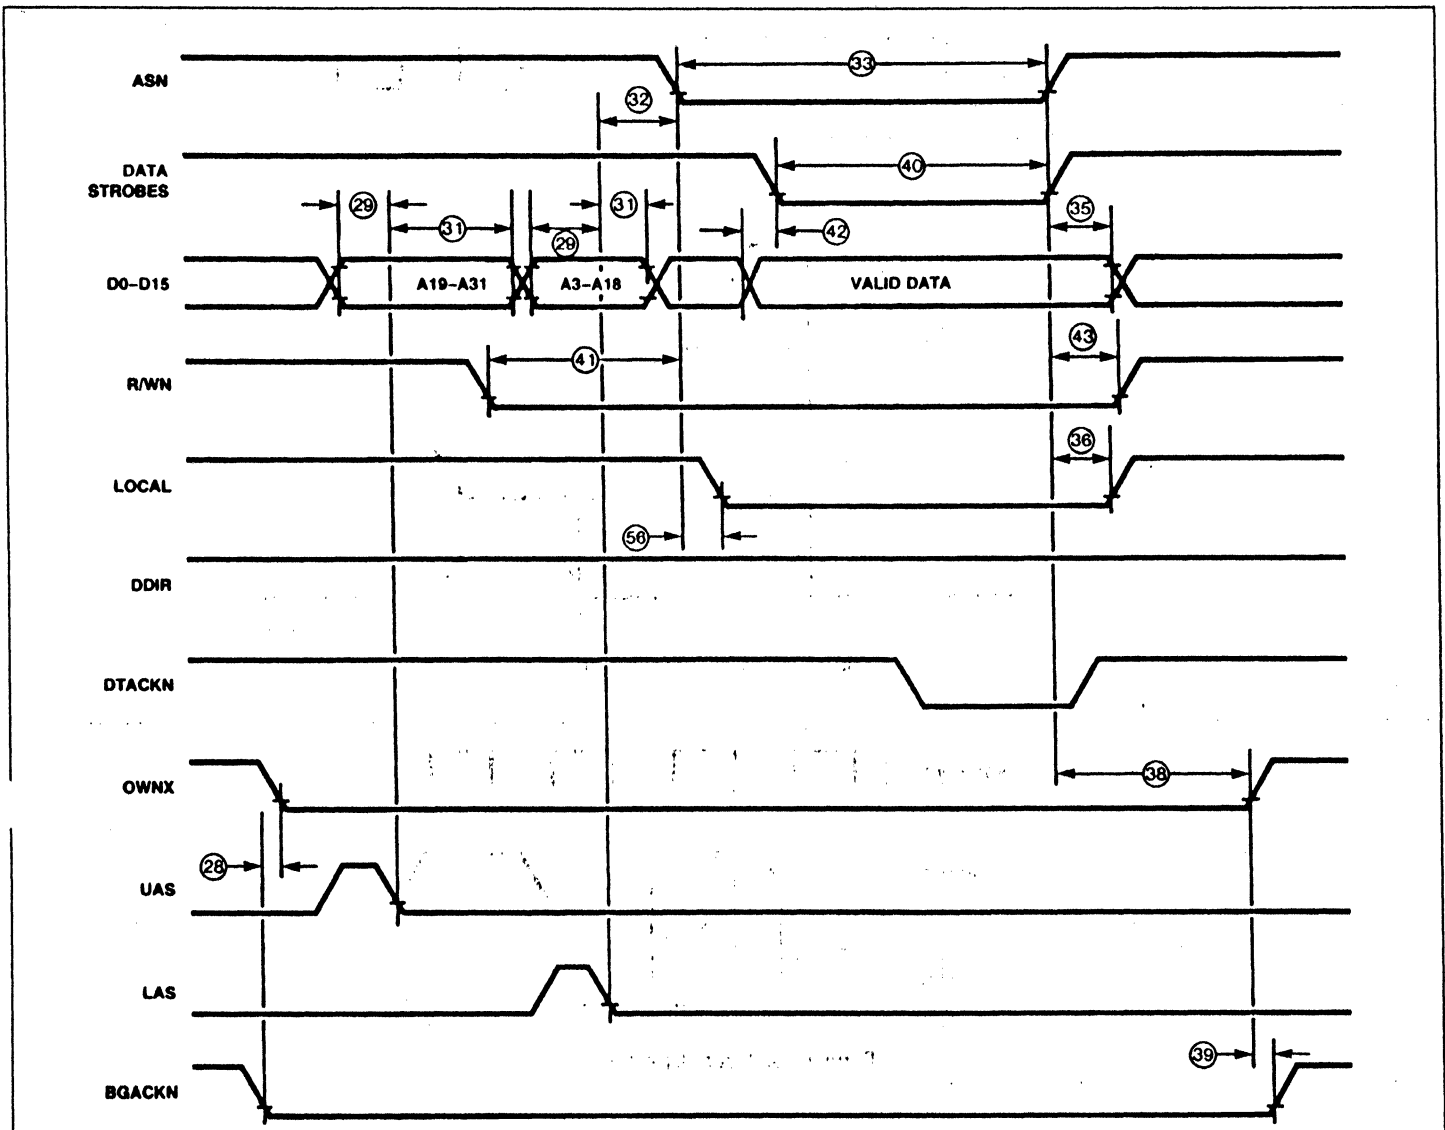 ASN
33
32
DATA
STROBES
40
29
31
31
29
42
35
D0–D15
A19–A31
A3–A18
VALID DATA
R/WN
41
43
LOCAL
36
56
DDIR
DTACKN
OWNX
38
28
UAS
LAS
39
BGACKN